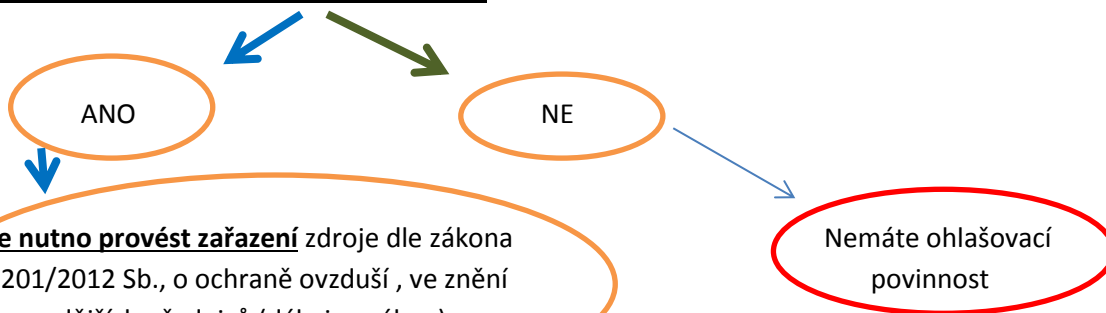 ANO
NE
nutno provést zařazení zdroje dle zákona
201/2012 Sb., o ochraně ovzduší , ve znění
Nemáte ohlašovací
povinnost